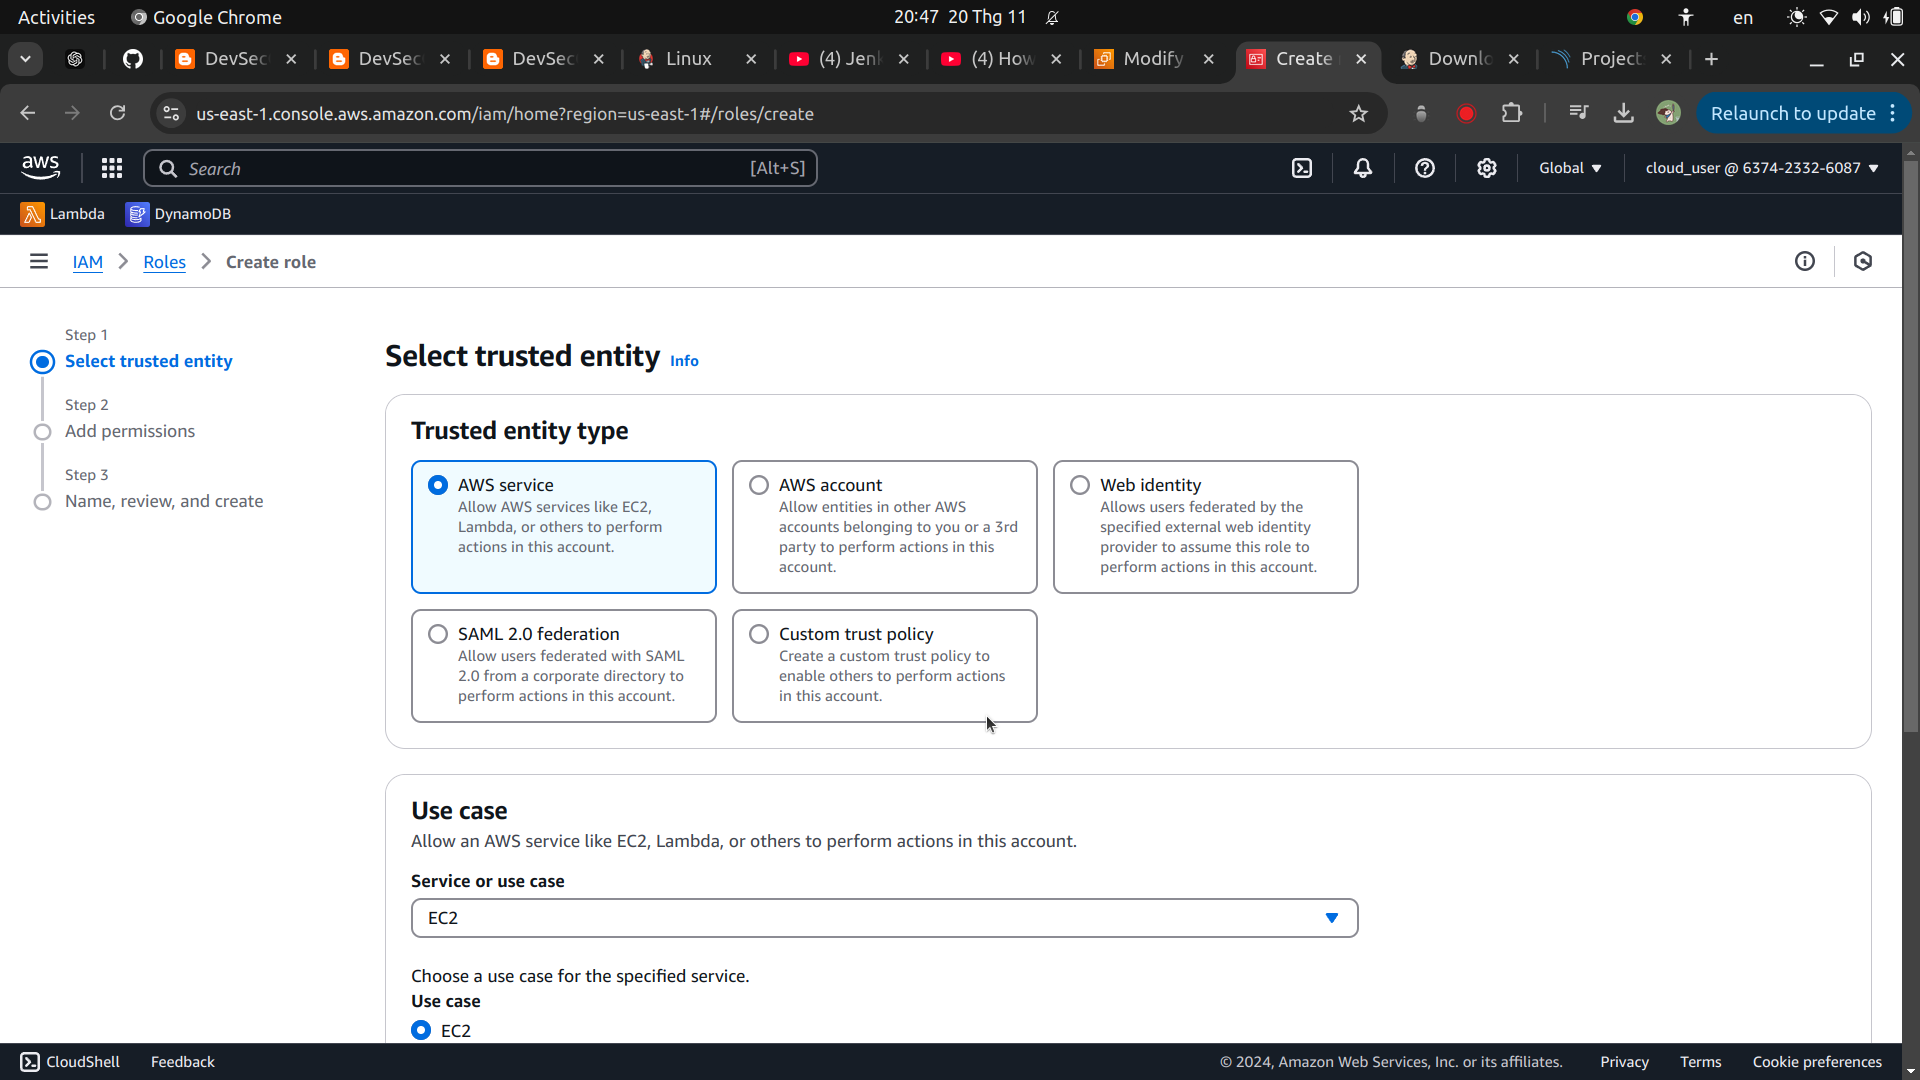 Activities
Google Chrome
20:47 20 Thg 11
en
DevSec
DevSec
DevSec
Linux
(4) Jen
(4) How
Modify
Create
Downlo
Project
us-east-1.console.aws.amazon.com/iam/home?region=us-east-1#/roles/create
Relaunch to update
aws
Search
[Alt+S]
Global
cloud_user @ 6374-2332-6087
Lambda
DynamoDB
IAM
Roles
Create role
Step 1
Select trusted entity
Step 2
Add permissions
Step 3
Name, review, and create
Select trusted entity Info
Trusted entity type
AWS service
Allow AWS services like EC2,
Lambda, or others to perform
actions in this account.
AWS account
Allow entities in other AWS
accounts belonging to you or a 3rd
party to perform actions in this
account.
Web identity
Allows users federated by the
specified external web identity
provider to assume this role to
perform actions in this account.
SAML 2.0 federation
Allow users federated with SAML
2.0 from a corporate directory to
perform actions in this account.
Custom trust policy
Create a custom trust policy to
enable others to perform actions
in this account.
Use case
Allow an AWS service like EC2, Lambda, or others to perform actions in this account.
Service or use case
EC2
Choose a use case for the specified service.
Use case
EC2
CloudShell
Feedback
© 2024, Amazon Web Services, Inc. or its affiliates.
Privacy
Terms
Cookie preferences